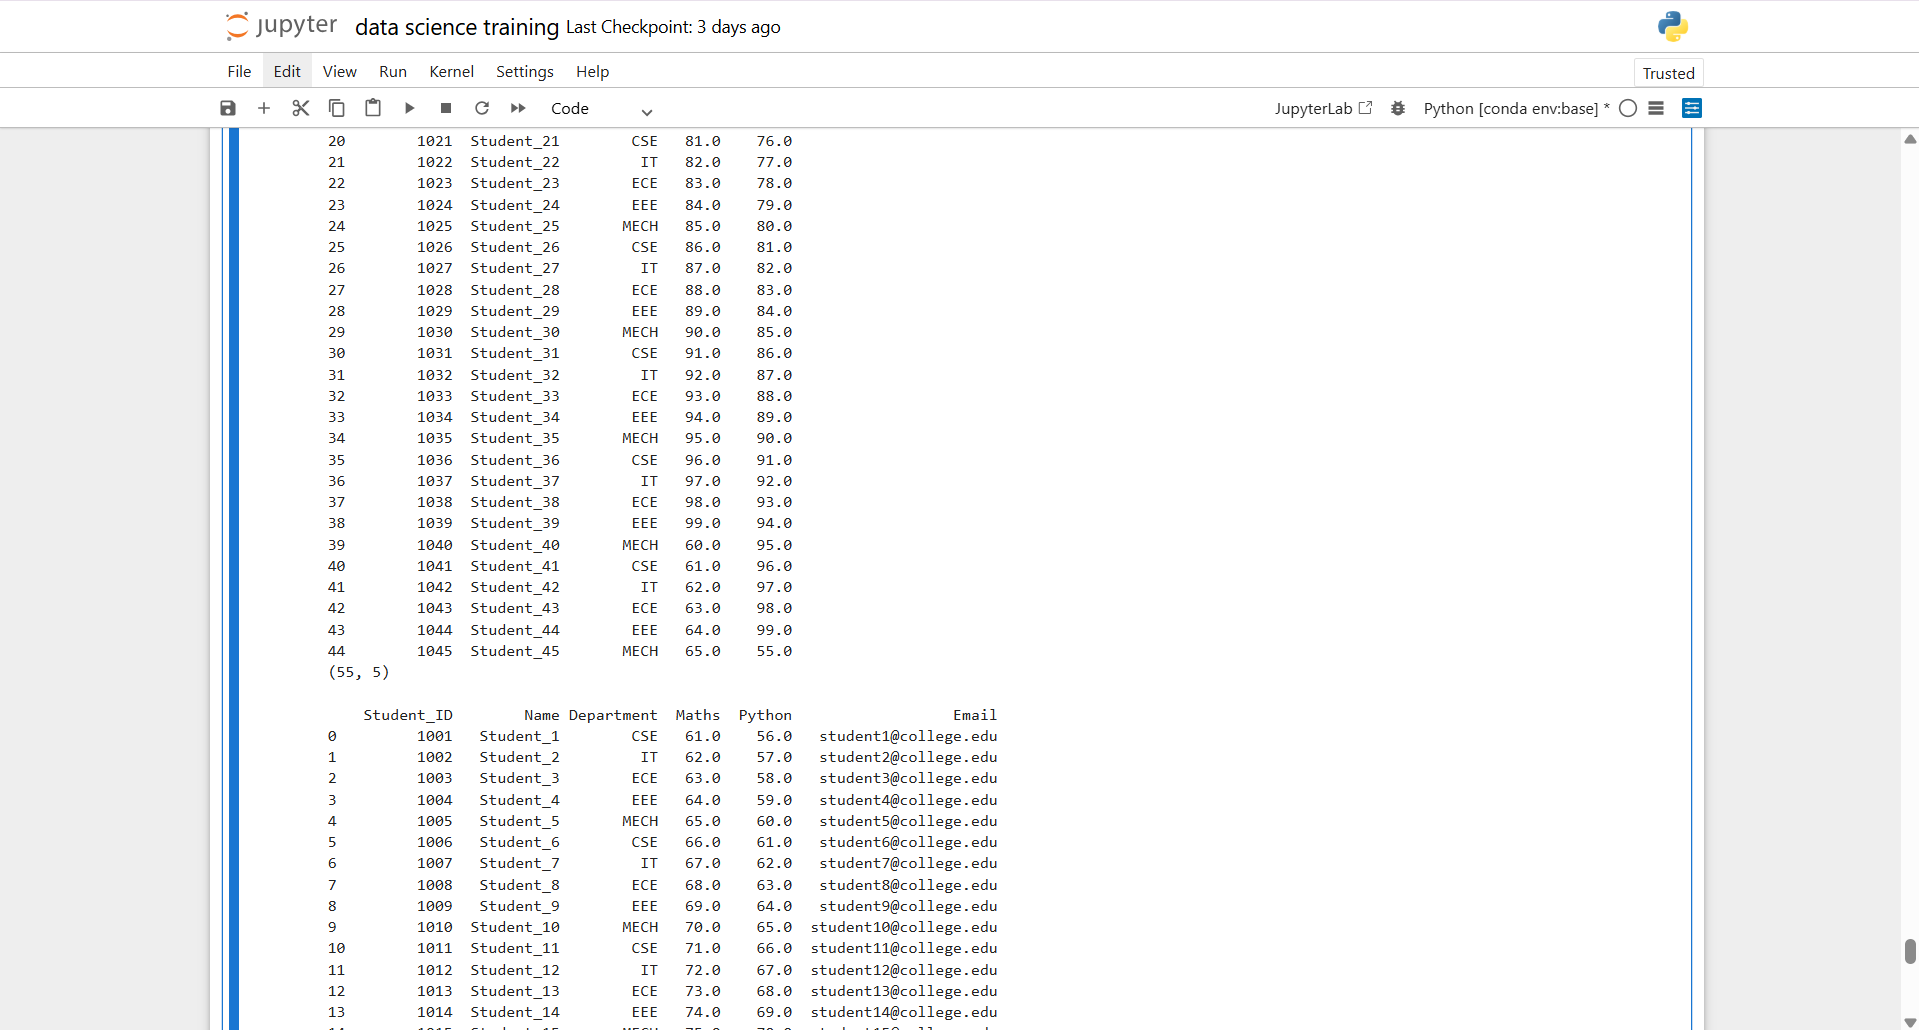 jupyter data science training Last Checkpoint: 3 days ago
File Edit View Run Kernel Settings Help Trusted
Code JupyterLab Python [conda env:base] *
20 1021 Student_21 CSE 81.0 76.0
21 1022 Student_22 IT 82.0 77.0
22 1023 Student_23 ECE 83.0 78.0
23 1024 Student_24 EEE 84.0 79.0
24 1025 Student_25 MECH 85.0 80.0
25 1026 Student_26 CSE 86.0 81.0
26 1027 Student_27 IT 87.0 82.0
27 1028 Student_28 ECE 88.0 83.0
28 1029 Student_29 EEE 89.0 84.0
29 1030 Student_30 MECH 90.0 85.0
30 1031 Student_31 CSE 91.0 86.0
31 1032 Student_32 IT 92.0 87.0
32 1033 Student_33 ECE 93.0 88.0
33 1034 Student_34 EEE 94.0 89.0
34 1035 Student_35 MECH 95.0 90.0
35 1036 Student_36 CSE 96.0 91.0
36 1037 Student_37 IT 97.0 92.0
37 1038 Student_38 ECE 98.0 93.0
38 1039 Student_39 EEE 99.0 94.0
39 1040 Student_40 MECH 60.0 95.0
40 1041 Student_41 CSE 61.0 96.0
41 1042 Student_42 IT 62.0 97.0
42 1043 Student_43 ECE 63.0 98.0
43 1044 Student_44 EEE 64.0 99.0
44 1045 Student_45 MECH 65.0 55.0
(55, 5)
Student_ID Name Department Maths Python Email
0 1001 Student_1 CSE 61.0 56.0 student1@college.edu
1 1002 Student_2 IT 62.0 57.0 student2@college.edu
2 1003 Student_3 ECE 63.0 58.0 student3@college.edu
3 1004 Student_4 EEE 64.0 59.0 student4@college.edu
4 1005 Student_5 MECH 65.0 60.0 student5@college.edu
5 1006 Student_6 CSE 66.0 61.0 student6@college.edu
6 1007 Student_7 IT 67.0 62.0 student7@college.edu
7 1008 Student_8 ECE 68.0 63.0 student8@college.edu
8 1009 Student_9 EEE 69.0 64.0 student9@college.edu
9 1010 Student_10 MECH 70.0 65.0 student10@college.edu
10 1011 Student_11 CSE 71.0 66.0 student11@college.edu
11 1012 Student_12 IT 72.0 67.0 student12@college.edu
12 1013 Student_13 ECE 73.0 68.0 student13@college.edu
13 1014 Student_14 EEE 74.0 69.0 student14@college.edu